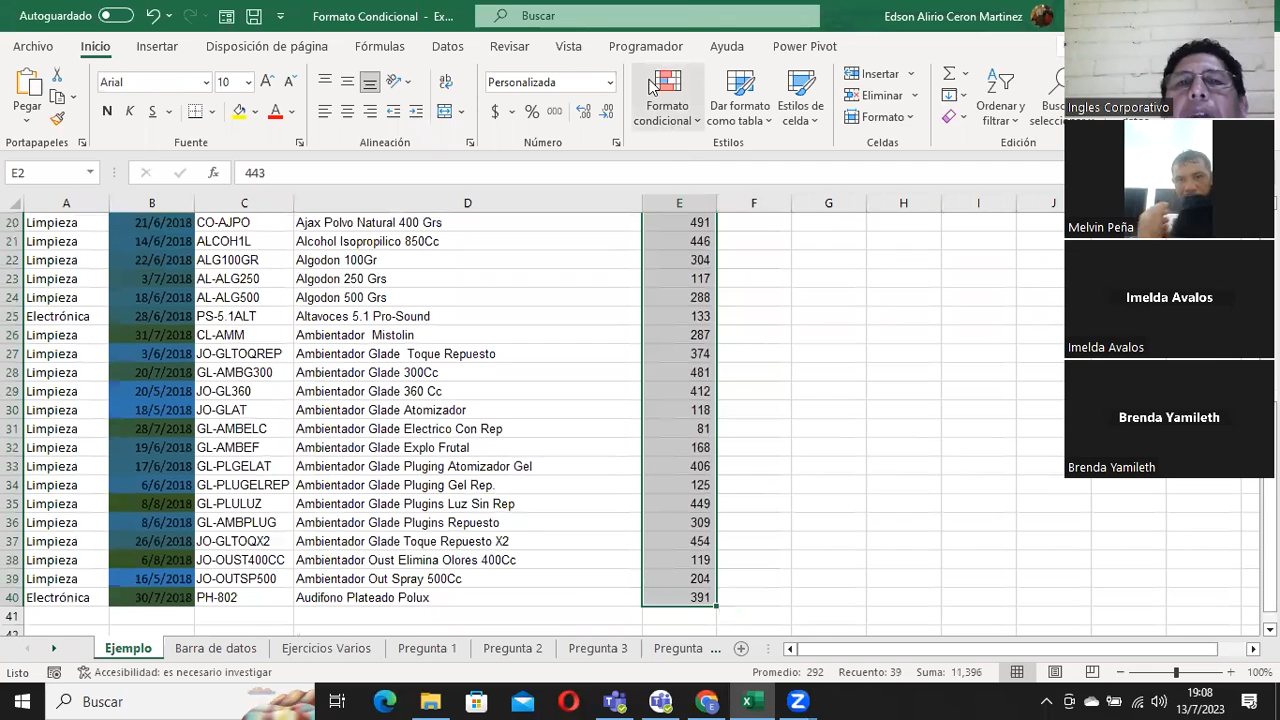 Autoguardado
Formato Condicional - Ex...
Buscar
Edson Alirio Ceron Martinez
Archivo Inicio Insertar Disposición de página Fórmulas Datos Revisar Vista Programador Ayuda Power Pivot
Pegar
Arial 10
N K S
ab
Personalizada
$ % 000
Formato condicional
Dar formato como tabla
Estilos de celda
Insertar
Eliminar
Formato
Ordenar y filtrar
Portapapeles Fuente Alineación Número Estilos Celdas Edición
E2 fx 443
A B C D E F G H I J
20 Limpieza 21/6/2018 CO-AJPO Ajax Polvo Natural 400 Grs 491
21 Limpieza 14/6/2018 ALCOH1L Alcohol Isopropilico 850Cc 446
22 Limpieza 22/6/2018 ALG100GR Algodon 100Gr 304
23 Limpieza 3/7/2018 AL-ALG250 Algodon 250 Grs 117
24 Limpieza 18/6/2018 AL-ALG500 Algodon 500 Grs 288
25 Electrónica 28/6/2018 PS-5.1ALT Altavoces 5.1 Pro-Sound 133
26 Limpieza 31/7/2018 CL-AMM Ambientador  Mistolin 287
27 Limpieza 3/6/2018 JO-GLTOQREP Ambientador Glade  Toque Repuesto 374
28 Limpieza 20/7/2018 GL-AMBG300 Ambientador Glade 300Cc 481
29 Limpieza 20/5/2018 JO-GL360 Ambientador Glade 360 Cc 412
30 Limpieza 18/5/2018 JO-GLAT Ambientador Glade Atomizador 118
31 Limpieza 28/7/2018 GL-AMBELC Ambientador Glade Electrico Con Rep 81
32 Limpieza 19/6/2018 GL-AMBEF Ambientador Glade Explo Frutal 168
33 Limpieza 17/6/2018 GL-PLGELAT Ambientador Glade Pluging Atomizador Gel 406
34 Limpieza 6/6/2018 GL-PLUGELREP Ambientador Glade Pluging Gel Rep. 125
35 Limpieza 8/8/2018 GL-PLULUZ Ambientador Glade Plugins Luz Sin Rep 449
36 Limpieza 8/6/2018 GL-AMBPLUG Ambientador Glade Plugins Repuesto 309
37 Limpieza 26/6/2018 JO-GLTOQX2 Ambientador Glade Toque Repuesto X2 454
38 Limpieza 6/8/2018 JO-OUST400CC Ambientador Oust Elimina Olores 400Cc 119
39 Limpieza 16/5/2018 JO-OUTSP500 Ambientador Out Spray 500Cc 204
40 Electrónica 30/7/2018 PH-802 Audifono Plateado Polux 391
41
Ingles Corporativo
Melvin Peña
Imelda Avalos
Imelda Avalos
Brenda Yamileth
Brenda Yamileth
Ejemplo Barra de datos Ejercicios Varios Pregunta 1 Pregunta 2 Pregunta 3 Pregunta ...
Listo Accesibilidad: es necesario investigar Promedio: 292 Recuento: 39 Suma: 11,396 100%
Buscar
19:08
13/7/2023